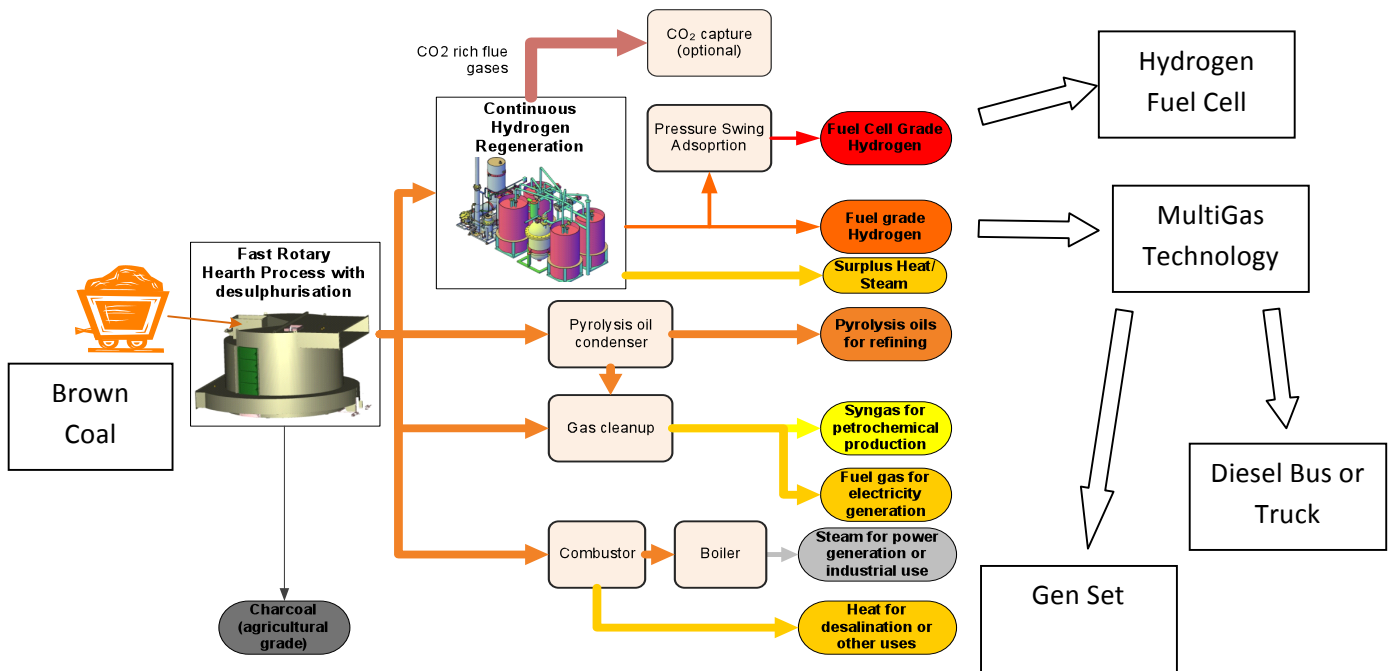 CO2 rich flue
gases
CO₂ capture
(optional)
Hydrogen
Fuel Cell
Continuous
Hydrogen
Regeneration
Pressure Swing
Adsoprtion
Fuel Cell Grade
Hydrogen
Fuel grade
Hydrogen
MultiGas
Technology
Surplus Heat/
Steam
Fast Rotary
Hearth Process with
desulphurisation
Brown
Coal
Pyrolysis oil
condenser
Pyrolysis oils
for refining
Gas cleanup
Syngas for
petrochemical
production
Fuel gas for
electricity
generation
Diesel Bus or
Truck
Combustor
Boiler
Steam for power
generation or
industrial use
Gen Set
Charcoal
(agricultural
grade)
Heat for
desalination or
other uses